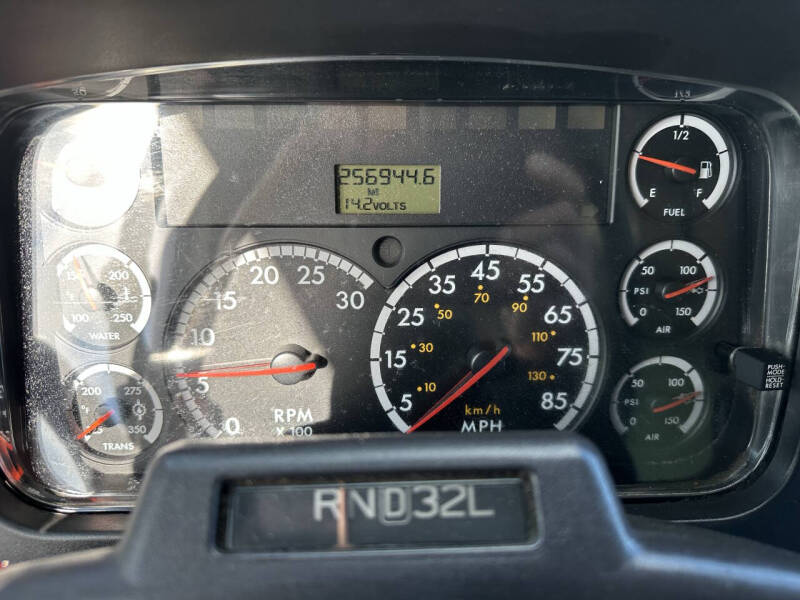 256944.6
MI
14.2VOLTS
1/2
E F
FUEL
150 200
°F
100 250
WATER
5 10 15 20 25 30
0
RPM
X 100
5 15 25 35 45 55 65 75 85
10 30 50 70 90 110 130
km/h
MPH
50 100
PSI
0 150
AIR
200 275
°F
350
TRANS
50 100
PSI
0 150
AIR
PUSH-
MODE
HOLD-
RESET
RND32L